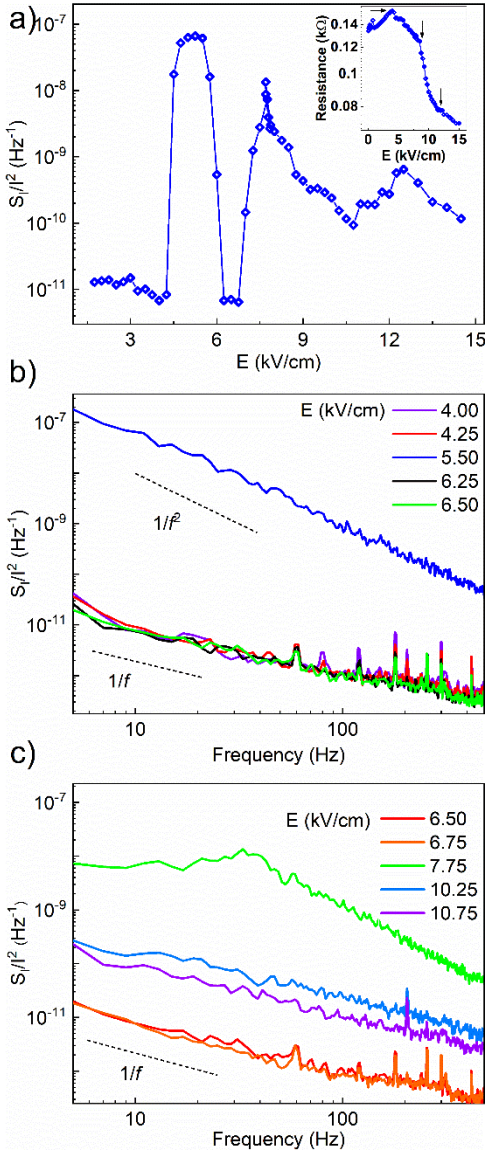 a)
S_I/I² (Hz⁻¹)
10⁻⁷
10⁻⁸
10⁻⁹
10⁻¹⁰
10⁻¹¹
3
6
9
12
15
E (kV/cm)
Resistance (kΩ)
0.14
0.12
0.1
0.08
0
5
10
15
E (kV/cm)
b)
S_I/I² (Hz⁻¹)
10⁻⁷
10⁻⁹
10⁻¹¹
E (kV/cm)
4.00
4.25
5.50
6.25
6.50
1/f²
1/f
10
100
Frequency (Hz)
c)
S_I/I² (Hz⁻¹)
10⁻⁷
10⁻⁹
10⁻¹¹
E (kV/cm)
6.50
6.75
7.75
10.25
10.75
1/f
10
100
Frequency (Hz)